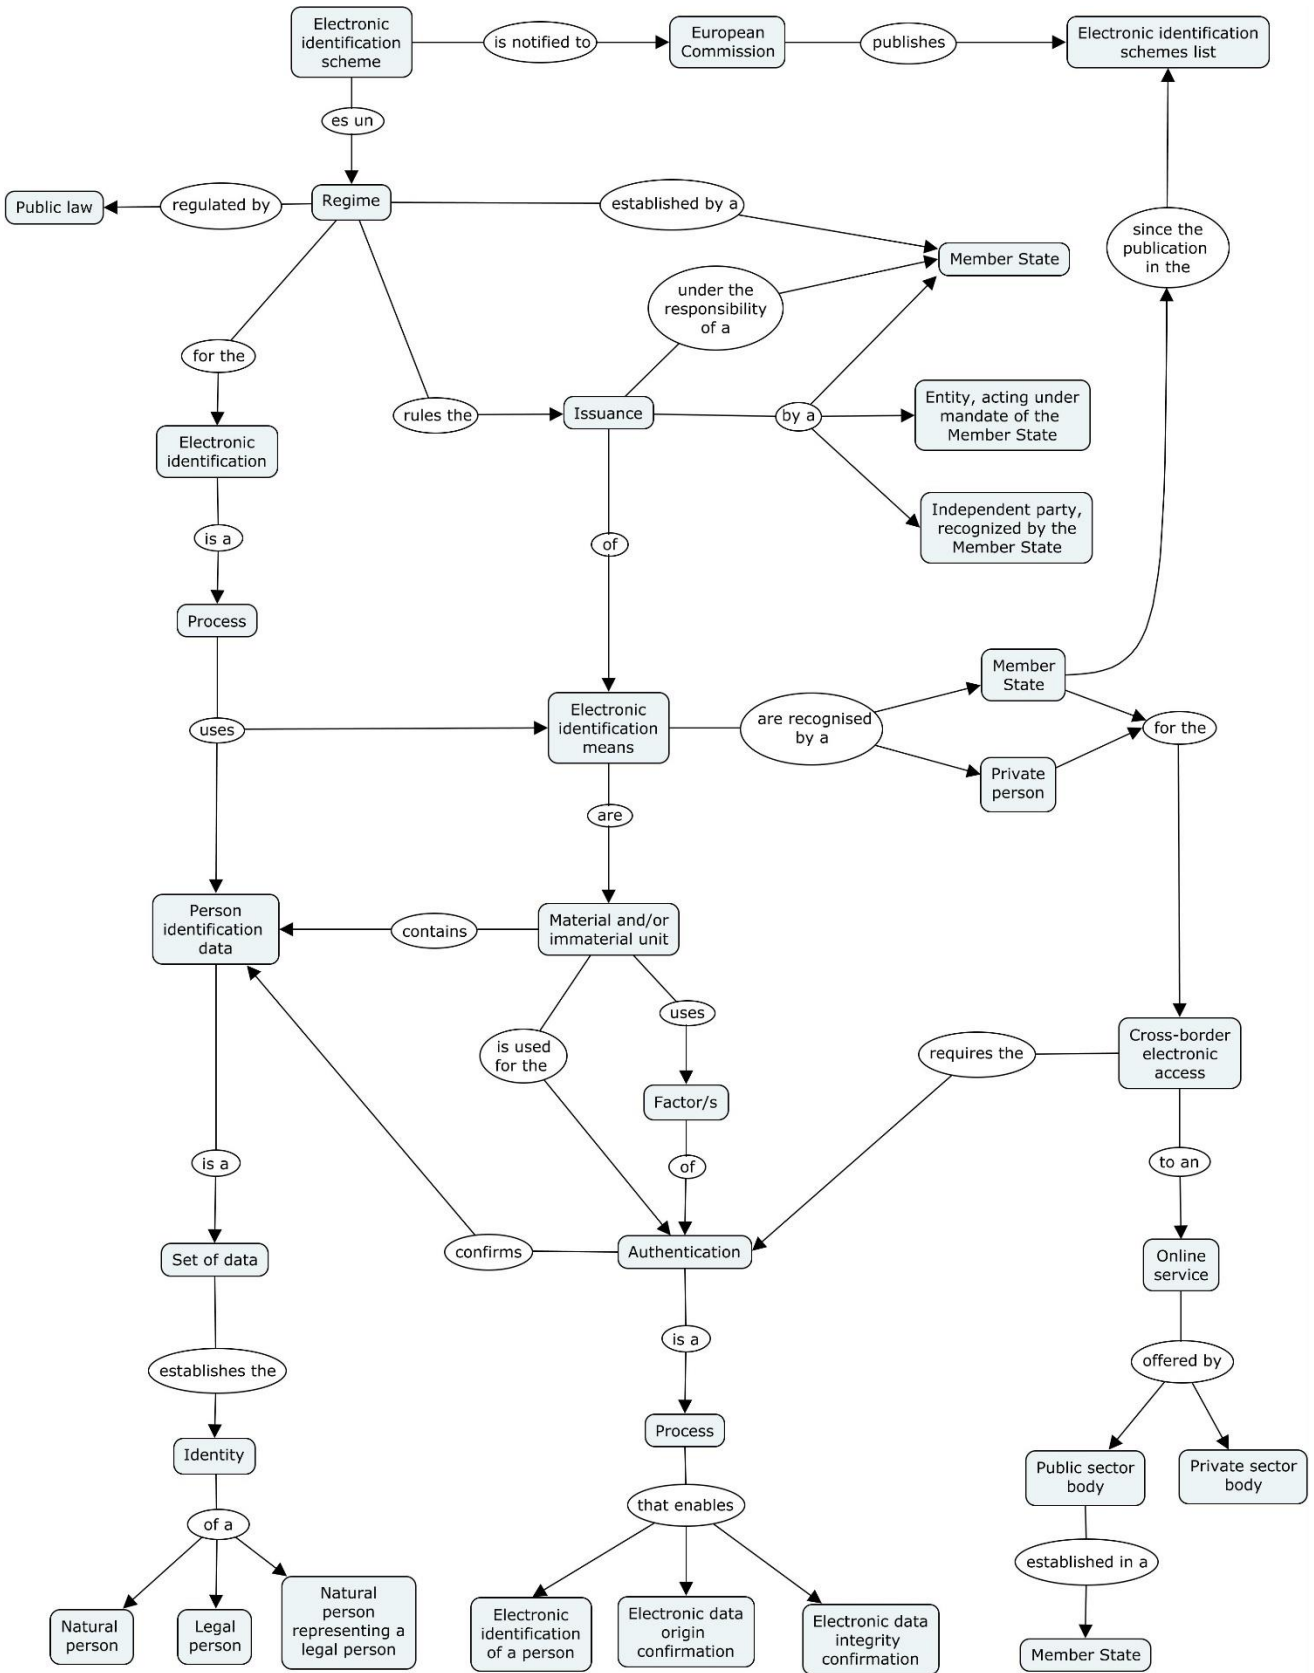 Electronic
identification
scheme
is notified to
European
Commission
publishes
Electronic identification
schemes list
es un
Public law
regulated by
Regime
established by a
since the
publication
in the
Member State
under the
responsibility
of a
for the
rules the
Issuance
by a
Entity, acting under
mandate of the
Member State
Electronic
identification
Independent party,
recognized by the
Member State
is a
of
Process
Member
State
Electronic
identification
means
uses
are recognised
by a
for the
Private
person
are
Person
identification
data
contains
Material and/or
immaterial unit
uses
is used
for the
requires the
Cross-border
electronic
access
Factor/s
is a
of
to an
Set of data
confirms
Authentication
Online
service
is a
establishes the
offered by
Process
Identity
Public sector
body
Private sector
body
that enables
of a
established in a
Natural
person
Legal
person
Natural
person
representing a
legal person
Electronic
identification
of a person
Electronic data
origin
confirmation
Electronic data
integrity
confirmation
Member State